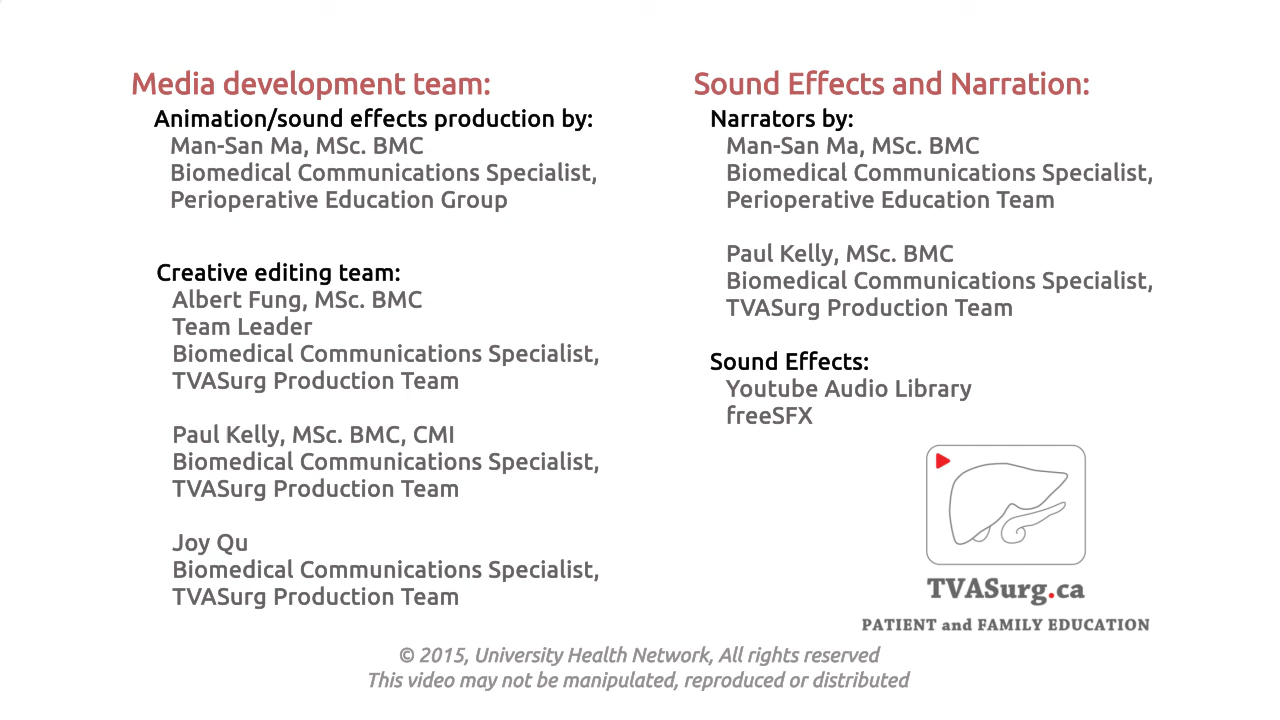 Media development team:
Animation/sound effects production by:
Man-San Ma, MSc. BMC
Biomedical Communications Specialist,
Perioperative Education Group
Creative editing team:
Albert Fung, MSc. BMC
Team Leader
Biomedical Communications Specialist,
TVASurg Production Team
Paul Kelly, MSc. BMC, CMI
Biomedical Communications Specialist,
TVASurg Production Team
Joy Qu
Biomedical Communications Specialist,
TVASurg Production Team
Sound Effects and Narration:
Narrators by:
Man-San Ma, MSc. BMC
Biomedical Communications Specialist,
Perioperative Education Team
Paul Kelly, MSc. BMC
Biomedical Communications Specialist,
TVASurg Production Team
Sound Effects:
Youtube Audio Library
freeSFX
TVASurg.ca
PATIENT and FAMILY EDUCATION
© 2015, University Health Network, All rights reserved
This video may not be manipulated, reproduced or distributed